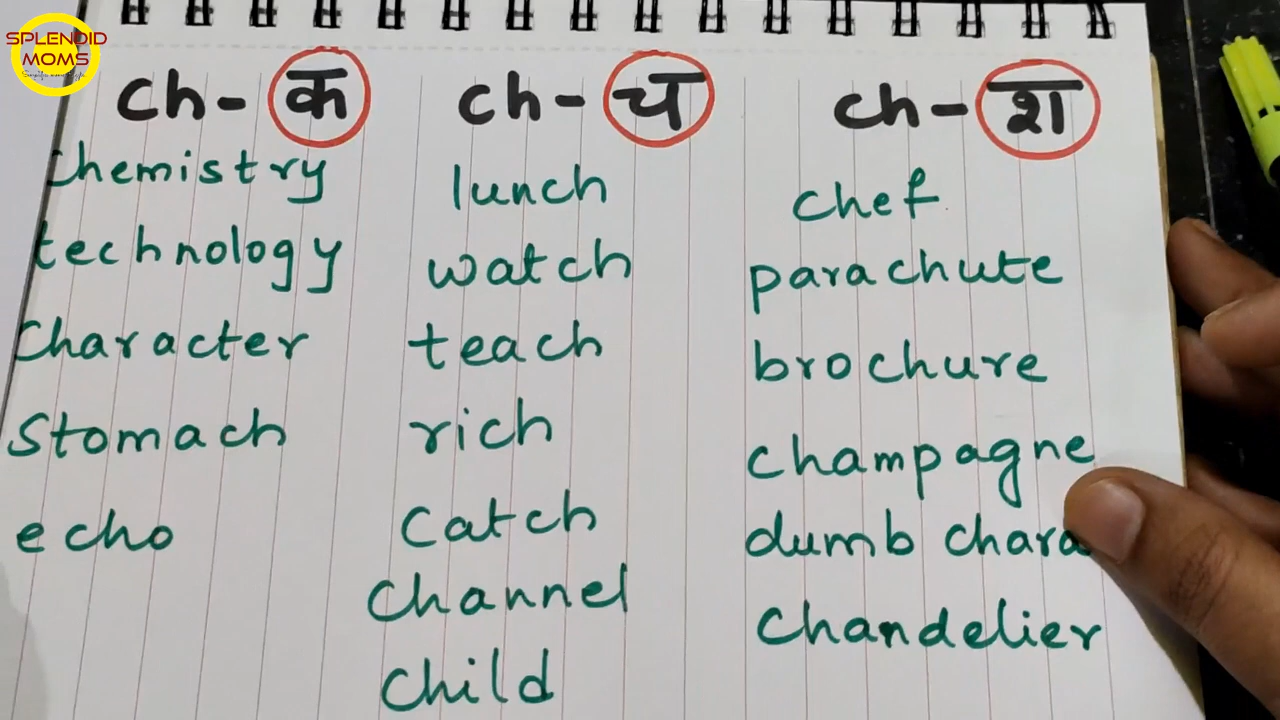 SPLENDID
MOMS
ch - क
chemistry
technology
Character
Stomach
echo
ch - च
lunch
watch
teach
rich
catch
channel
child
ch - श
chef
parachute
brochure
champagne
dumb chara
chandelier